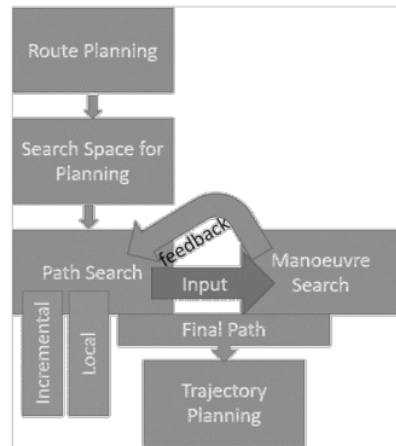 Route Planning
Search Space for
Planning
feedback
Path Search
Input
Manoeuvre
Search
Final Path
Incremental
Local
Trajectory
Planning